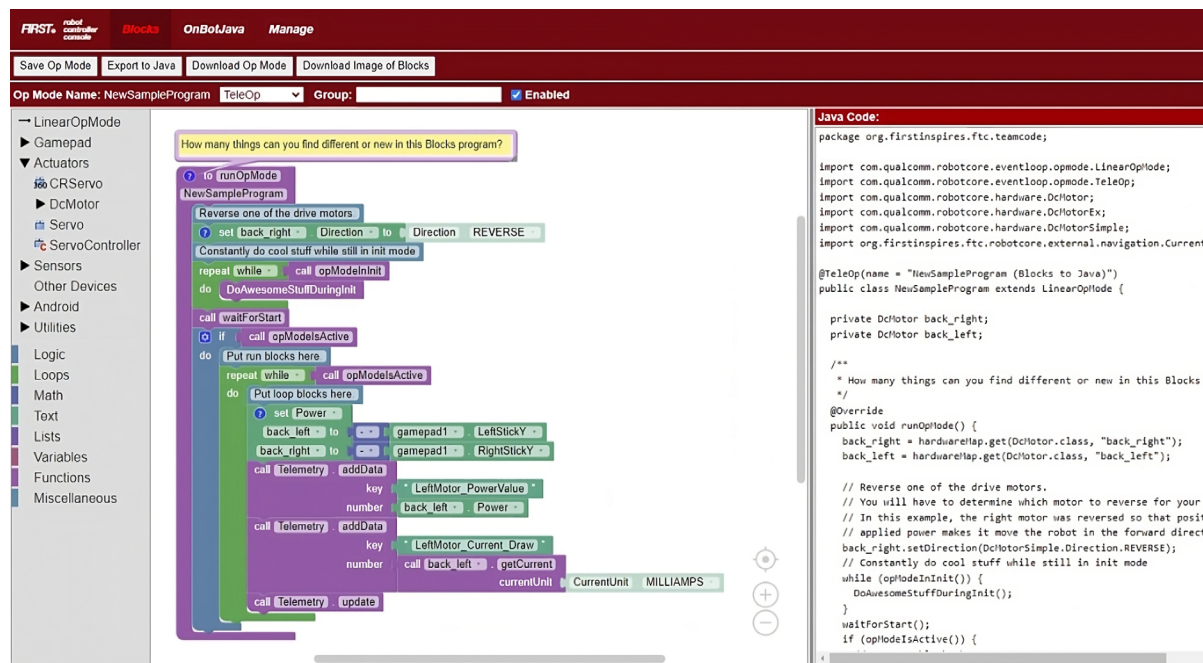 FIRST. robot controller console Blocks OnBotJava Manage
Save Op Mode Export to Java Download Op Mode Download Image of Blocks
Op Mode Name: NewSampleProgram TeleOp Group: Enabled
LinearOpMode
Gamepad
Actuators
CRServo
DcMotor
Servo
ServoController
Sensors
Other Devices
Android
Utilities
Logic
Loops
Math
Text
Lists
Variables
Functions
Miscellaneous
How many things can you find different or new in this Blocks program?
to runOpMode
NewSampleProgram
Reverse one of the drive motors
set back_right . Direction to Direction REVERSE
Constantly do cool stuff while still in init mode
repeat while call opModeInInit
do DoAwesomeStuffDuringInit
call waitForStart
if call opModeIsActive
do Put run blocks here
repeat while call opModeIsActive
do Put loop blocks here
set Power
back_left to - gamepad1 . LeftStickY
back_right to - gamepad1 . RightStickY
call Telemetry . addData
key " LeftMotor_PowerValue "
number back_left . Power
call Telemetry . addData
key " LeftMotor_Current_Draw "
number call back_left . getCurrent
currentUnit CurrentUnit MILLIAMPS
call Telemetry . update
Java Code:
package org.firstinspires.ftc.teamcode;
import com.qualcomm.robotcore.eventloop.opmode.LinearOpMode;
import com.qualcomm.robotcore.eventloop.opmode.TeleOp;
import com.qualcomm.robotcore.hardware.DcMotor;
import com.qualcomm.robotcore.hardware.DcMotorEx;
import com.qualcomm.robotcore.hardware.DcMotorSimple;
import org.firstinspires.ftc.robotcore.external.navigation.Current
@TeleOp(name = "NewSampleProgram (Blocks to Java)")
public class NewSampleProgram extends LinearOpMode {
private DcMotor back_right;
private DcMotor back_left;
/**
* How many things can you find different or new in this Blocks
*/
@Override
public void runOpMode() {
back_right = hardwareMap.get(DcMotor.class, "back_right");
back_left = hardwareMap.get(DcMotor.class, "back_left");
// Reverse one of the drive motors.
// You will have to determine which motor to reverse for your
// In this example, the right motor was reversed so that posit
// applied power makes it move the robot in the forward direct
back_right.setDirection(DcMotorSimple.Direction.REVERSE);
// Constantly do cool stuff while still in init mode
while (opModeInInit()) {
DoAwesomeStuffDuringInit();
}
waitForStart();
if (opModeIsActive()) {